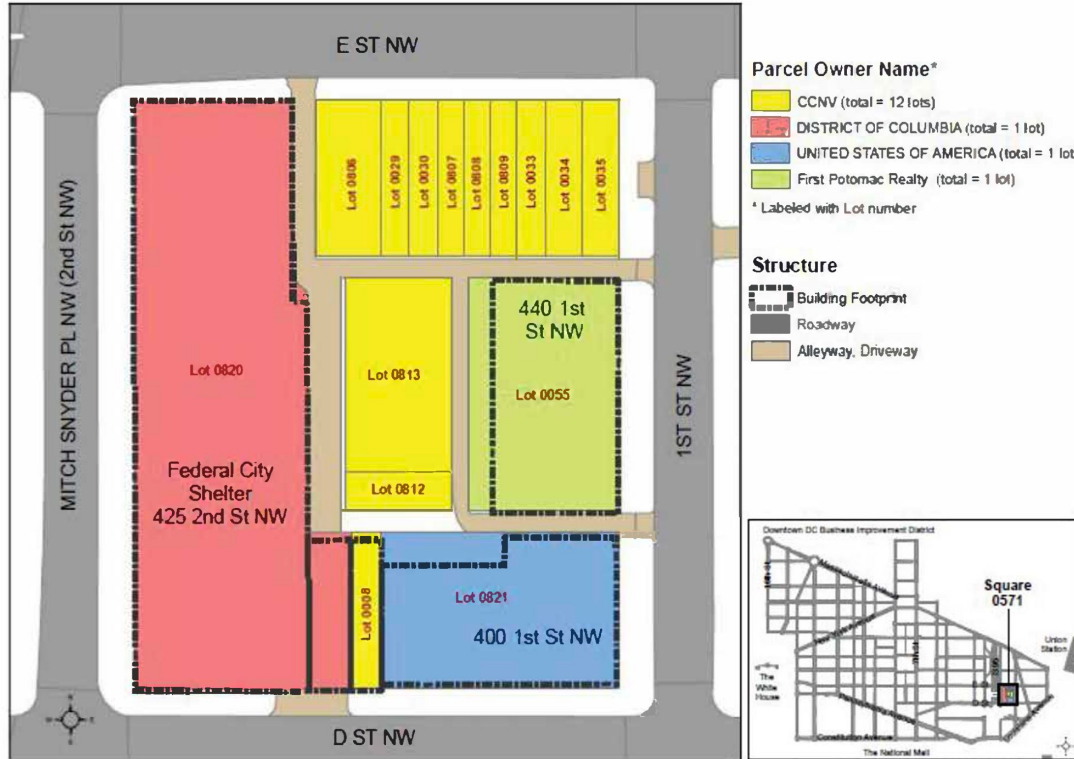 E ST NW
MITCH SNYDER PL NW (2nd St NW)
Lot 0806
Lot 0029
Lot 0030
Lot 0807
Lot 0808
Lot 0809
Lot 0033
Lot 0034
Lot 0035
Lot 0820
Federal City
Shelter
425 2nd St NW
Lot 0813
Lot 0812
440 1st
St NW
Lot 0055
Lot 0008
Lot 0821
400 1st St NW
1ST ST NW
D ST NW
Parcel Owner Name*
CCNV (total = 12 lots)
DISTRICT OF COLUMBIA (total = 1 lot)
UNITED STATES OF AMERICA (total = 1 lot
First Potomac Realty (total = 1 lot)
* Labeled with Lot number
Structure
Building Footprint
Roadway
Alleyway, Driveway
Downtown DC Business Improvement District
Square
0571
Union
Station
The
White
House
Constitution Avenue
The National Mall